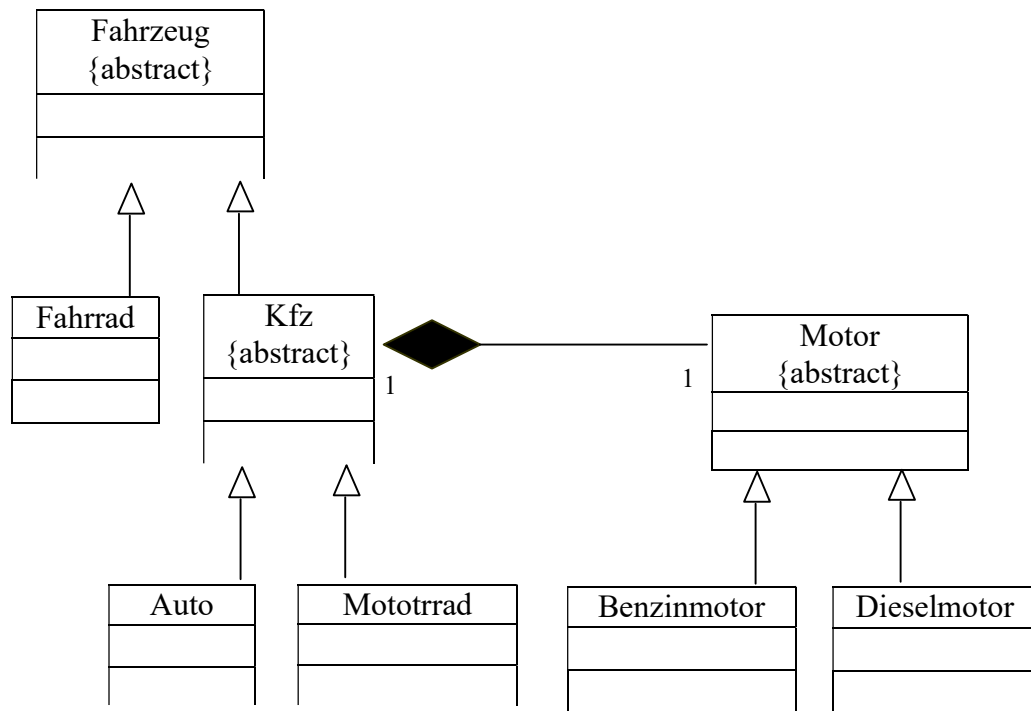 Fahrzeug
{abstract}
Fahrrad
Kfz
{abstract}
1
1
Motor
{abstract}
Auto
Mototrrad
Benzinmotor
Dieselmotor